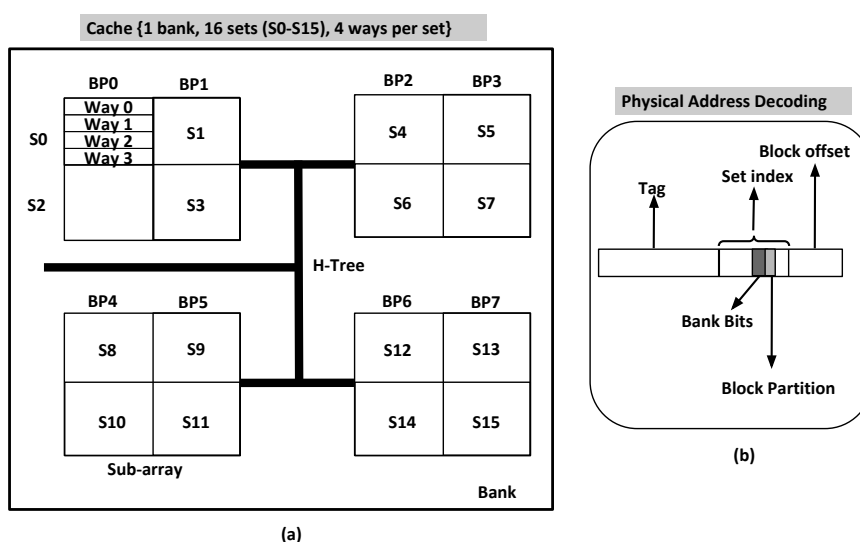 Cache {1 bank, 16 sets (S0-S15), 4 ways per set}
BP0 BP1 BP2 BP3
Way 0
Way 1
Way 2
Way 3
S0 S1 S4 S5
S2 S3 S6 S7
H-Tree
BP4 BP5 BP6 BP7
S8 S9 S12 S13
S10 S11 S14 S15
Sub-array
Bank
(a)
Physical Address Decoding
Block offset
Set index
Tag
Bank Bits
Block Partition
(b)